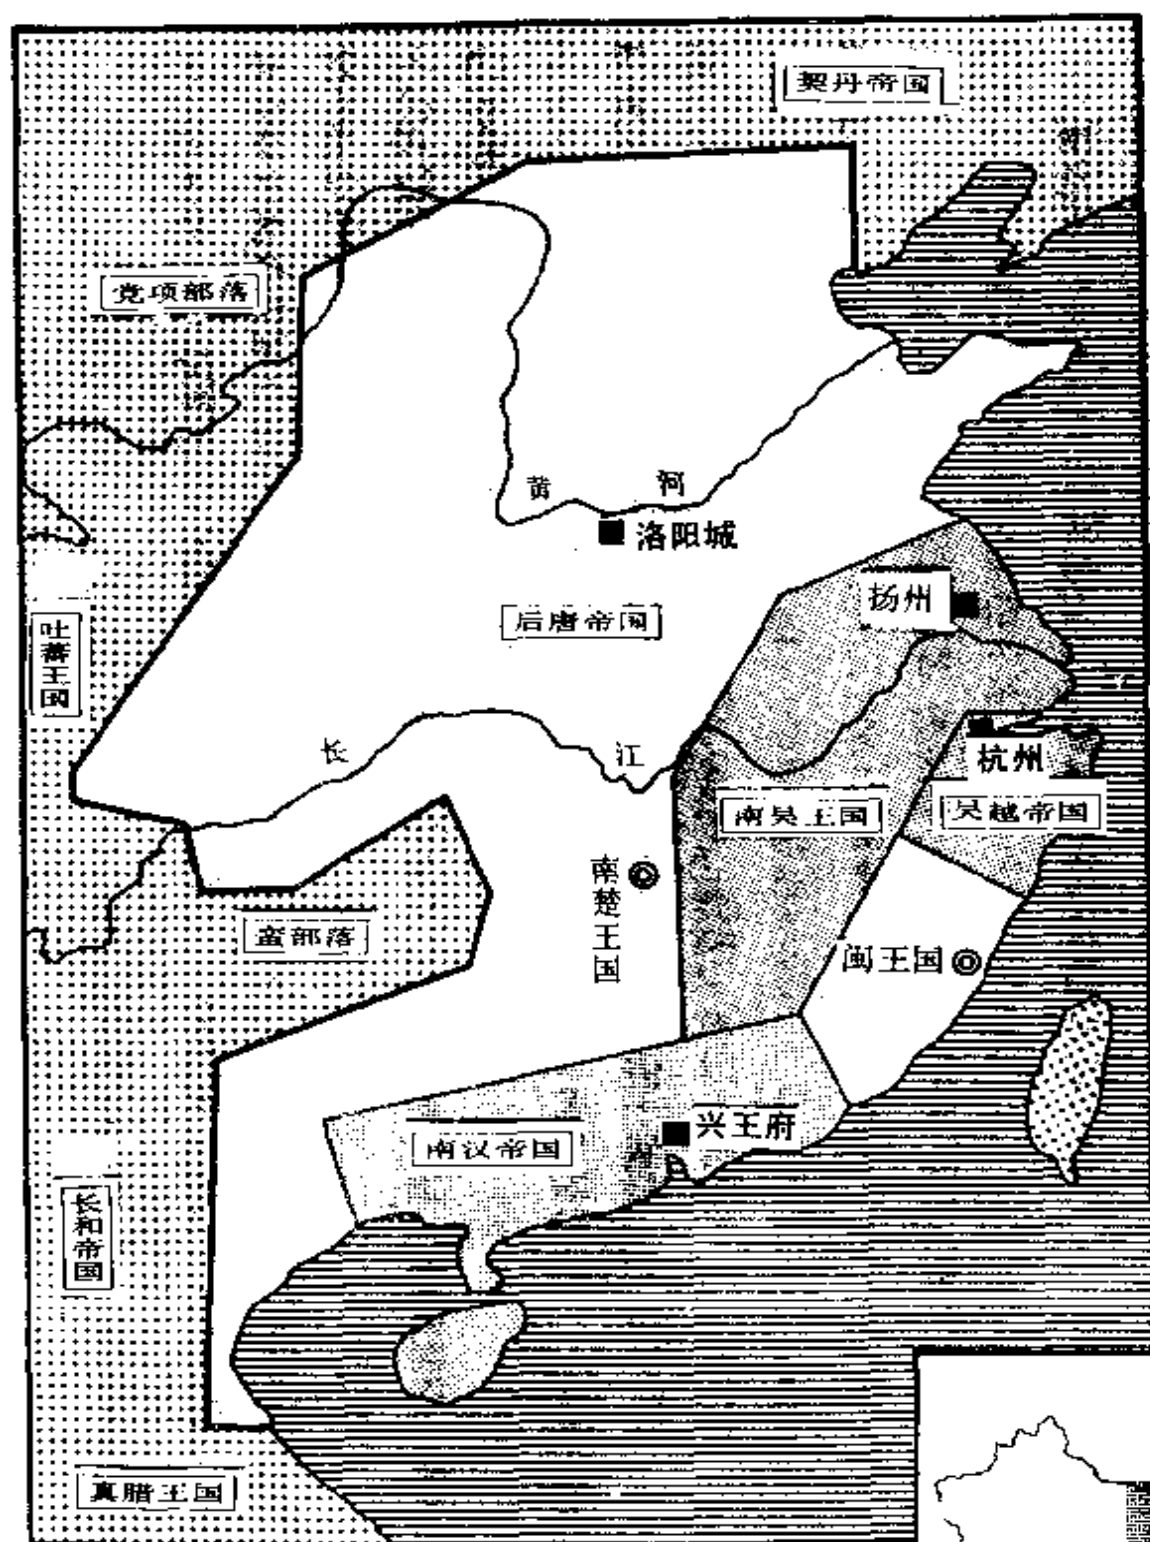 契丹帝国
党项部落
黄河
洛阳城
扬州
后唐帝国
吐蕃王国
长江
杭州
吴越帝国
南吴王国
南楚王国
蛮部落
闽王国
兴王府
南汉帝国
长和帝国
真腊王国